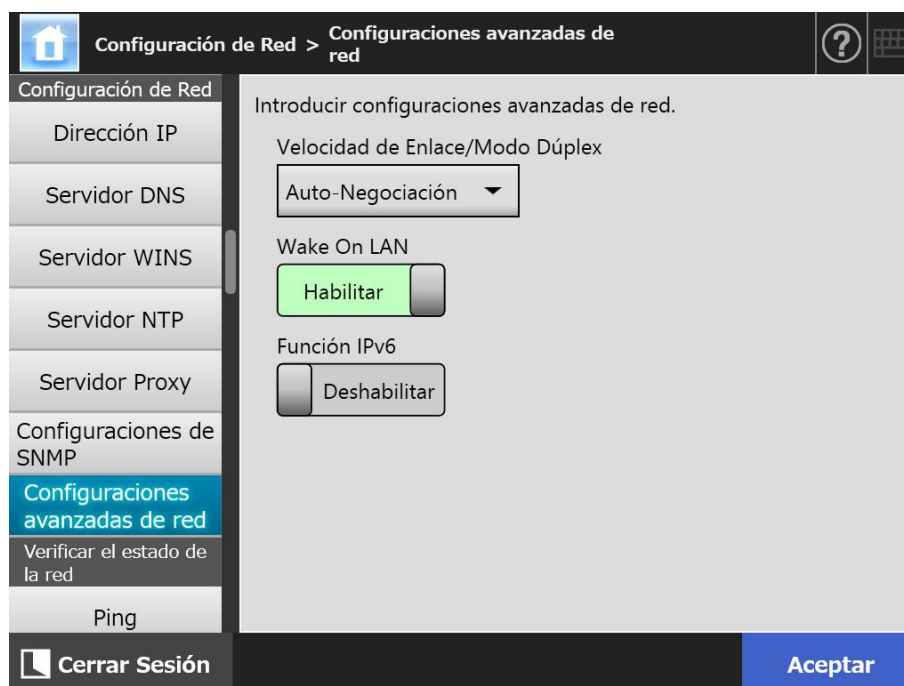 Configuración de Red > Configuraciones avanzadas de
red
?
Configuración de Red
Dirección IP
Servidor DNS
Servidor WINS
Servidor NTP
Servidor Proxy
Configuraciones de
SNMP
Configuraciones
avanzadas de red
Verificar el estado de
la red
Ping
Introducir configuraciones avanzadas de red.
Velocidad de Enlace/Modo Dúplex
Auto-Negociación
Wake On LAN
Habilitar
Función IPv6
Deshabilitar
Cerrar Sesión
Aceptar